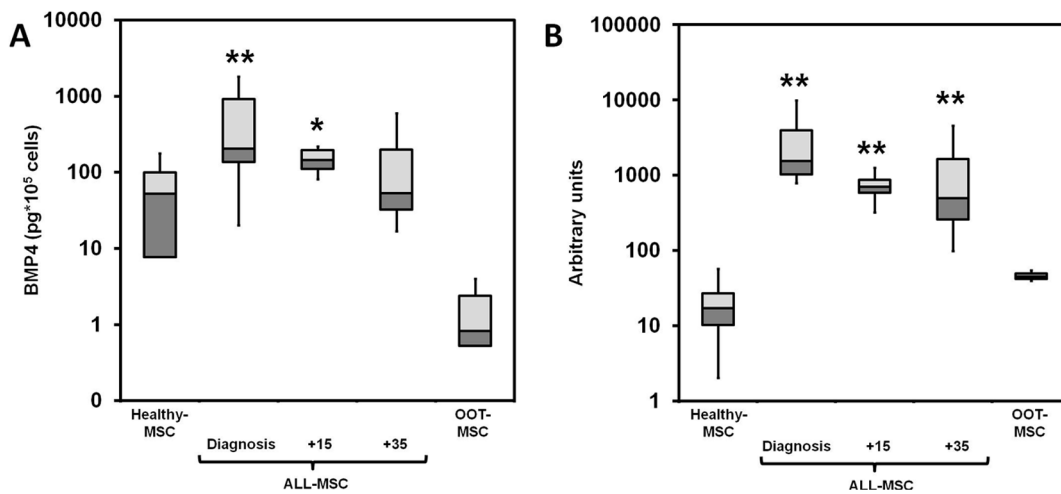 A
BMP4 (pg*10⁵ cells)
10000
1000
100
10
1
0
**
*
Healthy-
MSC
Diagnosis
+15
+35
OOT-
MSC
ALL-MSC
B
Arbitrary units
100000
10000
1000
100
10
1
**
**
**
Healthy-
MSC
Diagnosis
+15
+35
OOT-
MSC
ALL-MSC